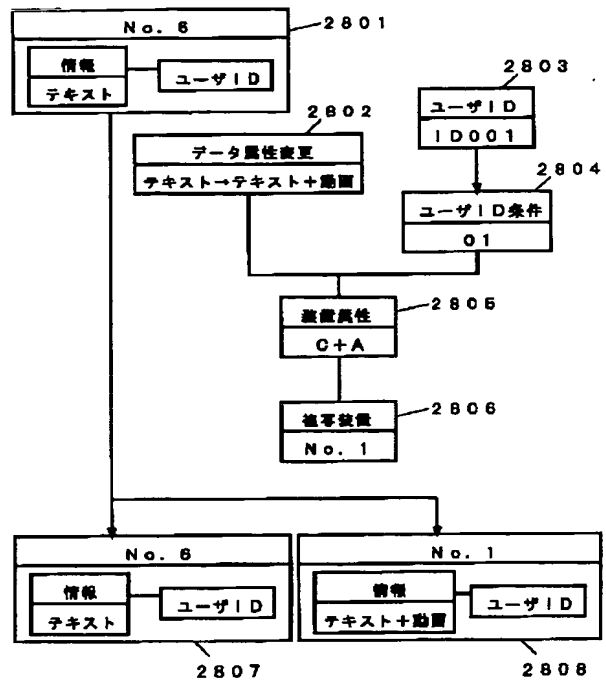 No. 6
2801
情報
ユーザID
テキスト
2802
データ属性変更
テキスト→テキスト+動画
2803
ユーザID
ID001
2804
ユーザID条件
01
2805
装置属性
C+A
2806
複写装置
No. 1
No. 6
情報
ユーザID
テキスト
2807
No. 1
情報
ユーザID
テキスト+動画
2808